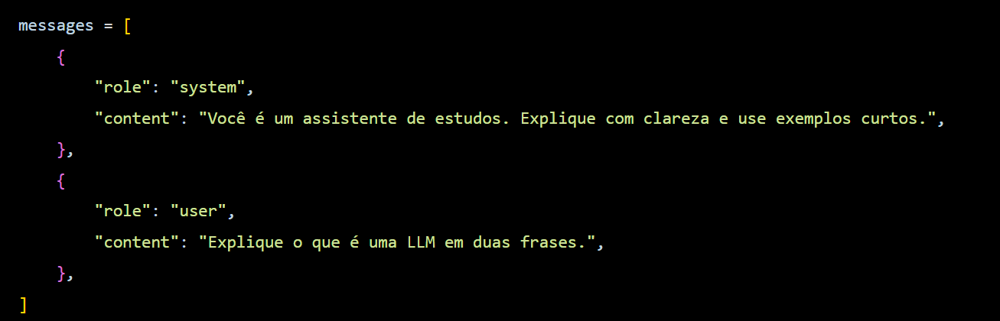 messages = [
    {
        "role": "system",
        "content": "Você é um assistente de estudos. Explique com clareza e use exemplos curtos.",
    },
    {
        "role": "user",
        "content": "Explique o que é uma LLM em duas frases.",
    },
]